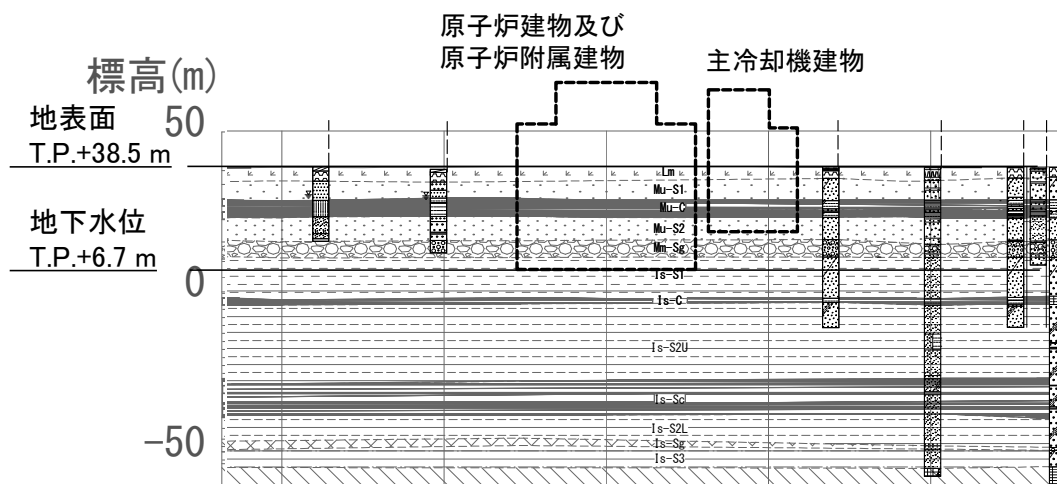 原子炉建物及び
原子炉附属建物
主冷却機建物
標高(m)
50
地表面
T.P.+38.5 m
地下水位
T.P.+6.7 m
0
-50
Lm
Mu-S1
Mu-C
Mu-S2
Mm-Sg
Is-S1
Is-C
Is-S2U
Is-Sc
Is-S2L
Is-Sg
Is-S3